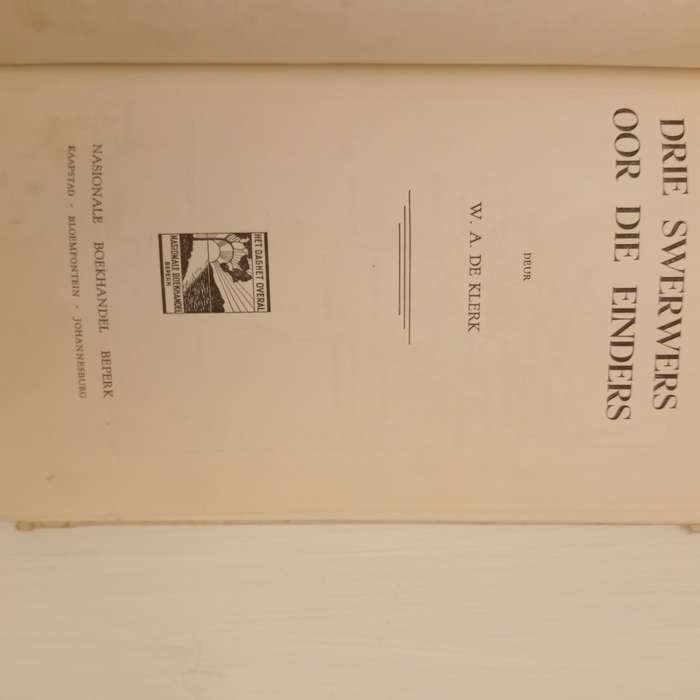 DRIE SWERWERS
OOR DIE EINDERS
DEUR
W. A. DE KLERK
HET DAGHET OVERAL
NASIONALE BOEKHANDEL
BEPERK
NASIONALE BOEKHANDEL BEPERK
KAAPSTAD · BLOEMFONTEIN · JOHANNESBURG